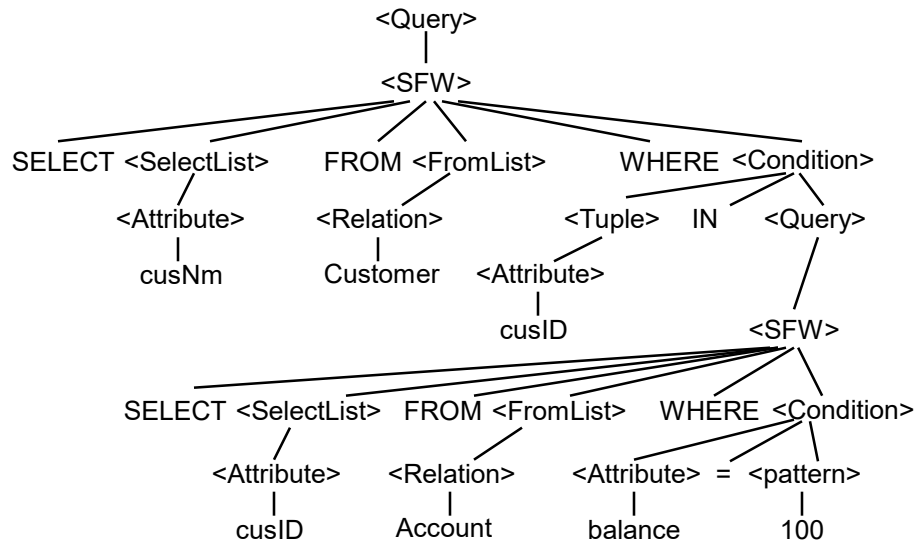 <Query>
<SFW>
SELECT <SelectList> FROM <FromList> WHERE <Condition>
<Attribute> <Relation> <Tuple> IN <Query>
cusNm Customer <Attribute>
cusID
<SFW>
SELECT <SelectList> FROM <FromList> WHERE <Condition>
<Attribute> <Relation> <Attribute> = <pattern>
cusID Account balance 100